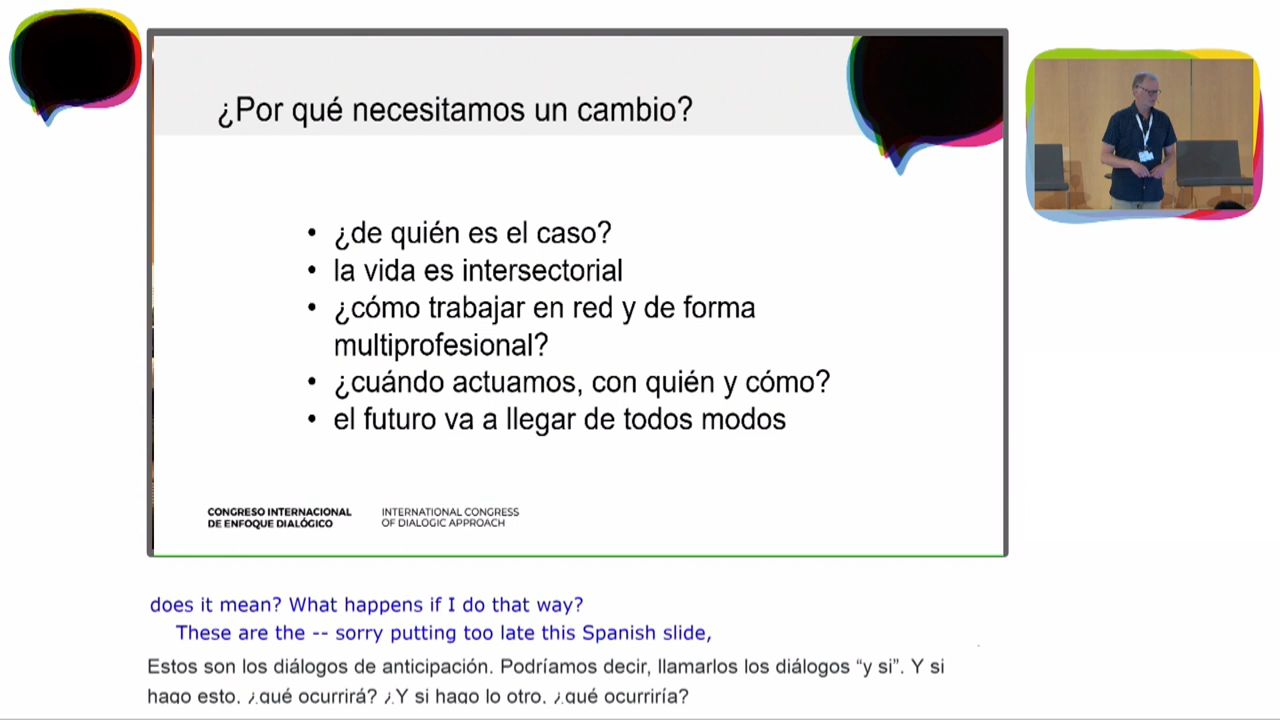 ¿Por qué necesitamos un cambio?
• ¿de quién es el caso?
• la vida es intersectorial
• ¿cómo trabajar en red y de forma
multiprofesional?
• ¿cuándo actuamos, con quién y cómo?
• el futuro va a llegar de todos modos
CONGRESO INTERNACIONAL
DE ENFOQUE DIALÓGICO
INTERNATIONAL CONGRESS
OF DIALOGIC APPROACH
does it mean? What happens if I do that way?
These are the -- sorry putting too late this Spanish slide,
Estos son los diálogos de anticipación. Podríamos decir, llamarlos los diálogos “y si”. Y si
hago esto, ¿qué ocurrirá? ¿Y si hago lo otro, ¿qué ocurriría?